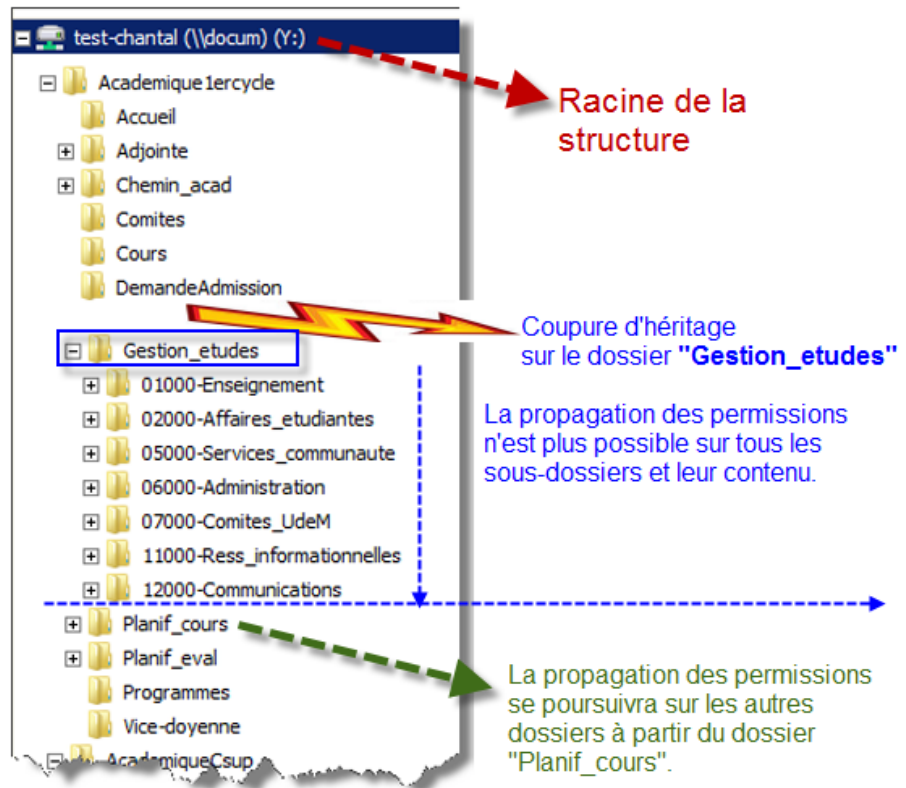 test-chantal (\\docum) (Y:)
Academique1ercycle
Accueil
Adjointe
Chemin_acad
Comites
Cours
DemandeAdmission
Gestion_etudes
01000-Enseignement
02000-Affaires_etudiantes
05000-Services_communaute
06000-Administration
07000-Comites_UdeM
11000-Ress_informationnelles
12000-Communications
Planif_cours
Planif_eval
Programmes
Vice-doyenne
AcademiqueCsup
Racine de la
structure
Coupure d'héritage
sur le dossier "Gestion_etudes"
La propagation des permissions
n'est plus possible sur tous les
sous-dossiers et leur contenu.
La propagation des permissions
se poursuivra sur les autres
dossiers à partir du dossier
"Planif_cours".